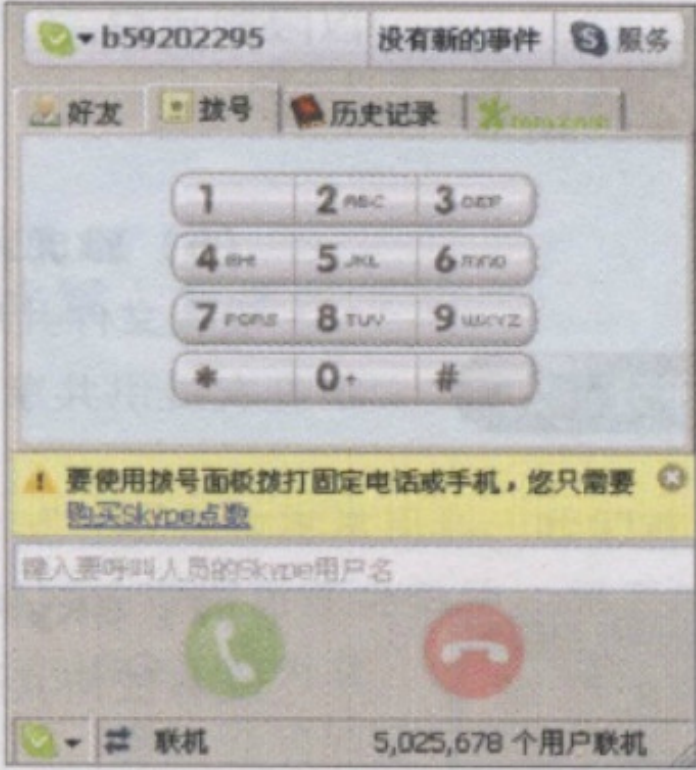 b59202295 没有新的事件 服务
好友 拨号 历史记录
1 2 ABC 3 DEF
4 GHI 5 JKL 6 MNO
7 PQRS 8 TUV 9 WXYZ
* 0+ #
要使用拨号面板拨打固定电话或手机，您只需要
购买Skype点数
键入要呼叫人员的Skype用户名
联机 5,025,678 个用户联机